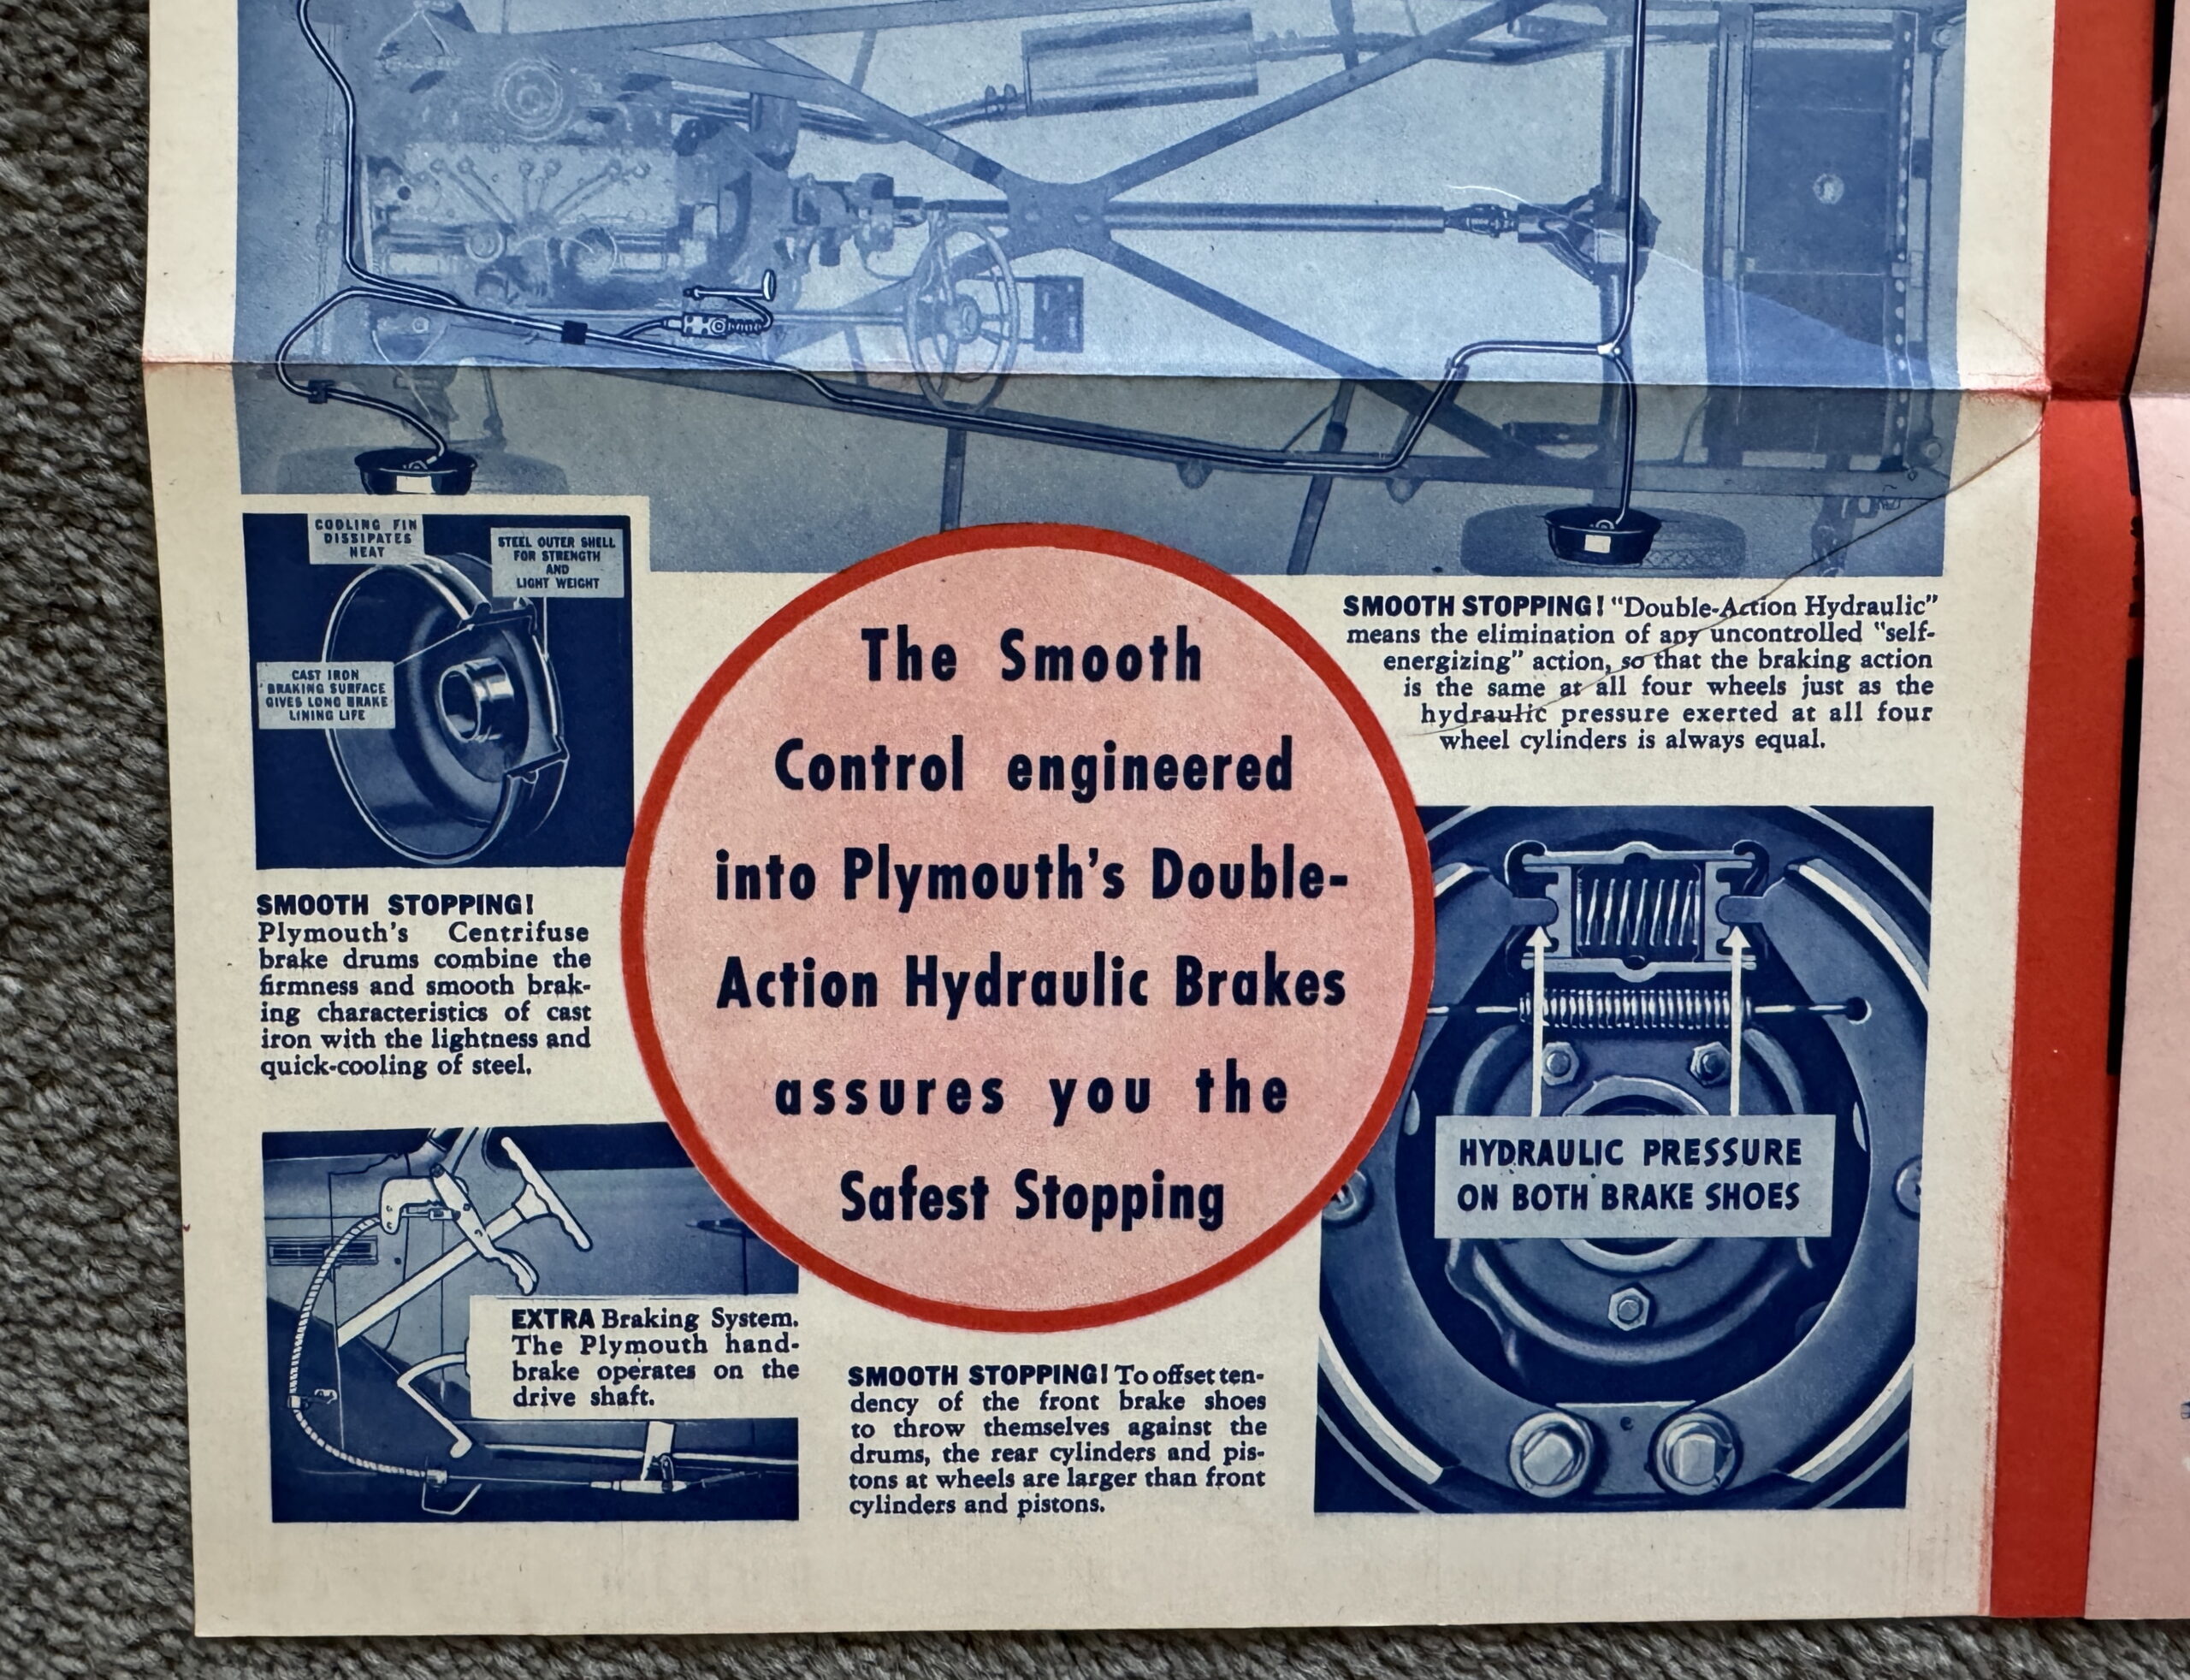 COOLING FIN
DISSIPATES
HEAT
STEEL OUTER SHELL
FOR STRENGTH
AND
LIGHT WEIGHT
CAST IRON
BRAKING SURFACE
GIVES LONG BRAKE
LINING LIFE
SMOOTH STOPPING!
Plymouth's Centrifuse
brake drums combine the
firmness and smooth brak-
ing characteristics of cast
iron with the lightness and
quick-cooling of steel.
EXTRA Braking System.
The Plymouth hand-
brake operates on the
drive shaft.
The Smooth
Control engineered
into Plymouth's Double-
Action Hydraulic Brakes
assures you the
Safest Stopping
SMOOTH STOPPING! To offset ten-
dency of the front brake shoes
to throw themselves against the
drums, the rear cylinders and pis-
tons at wheels are larger than front
cylinders and pistons.
SMOOTH STOPPING! "Double-Action Hydraulic"
means the elimination of any uncontrolled "self-
energizing" action, so that the braking action
is the same at all four wheels just as the
hydraulic pressure exerted at all four
wheel cylinders is always equal.
HYDRAULIC PRESSURE
ON BOTH BRAKE SHOES